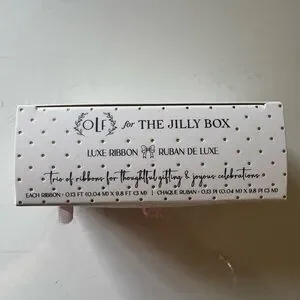 OLF for THE JILLY BOX
LUXE RIBBON RUBAN DE LUXE
trio of ribbons for thoughtful gifting & joyous celebrations
EACH RIBBON - 0.13 FT (0.04 M) X 9.8 FT (3 M) | CHAQUE RUBAN - 0.13 PI (0.04 M) X 9.8 PI (3 M)